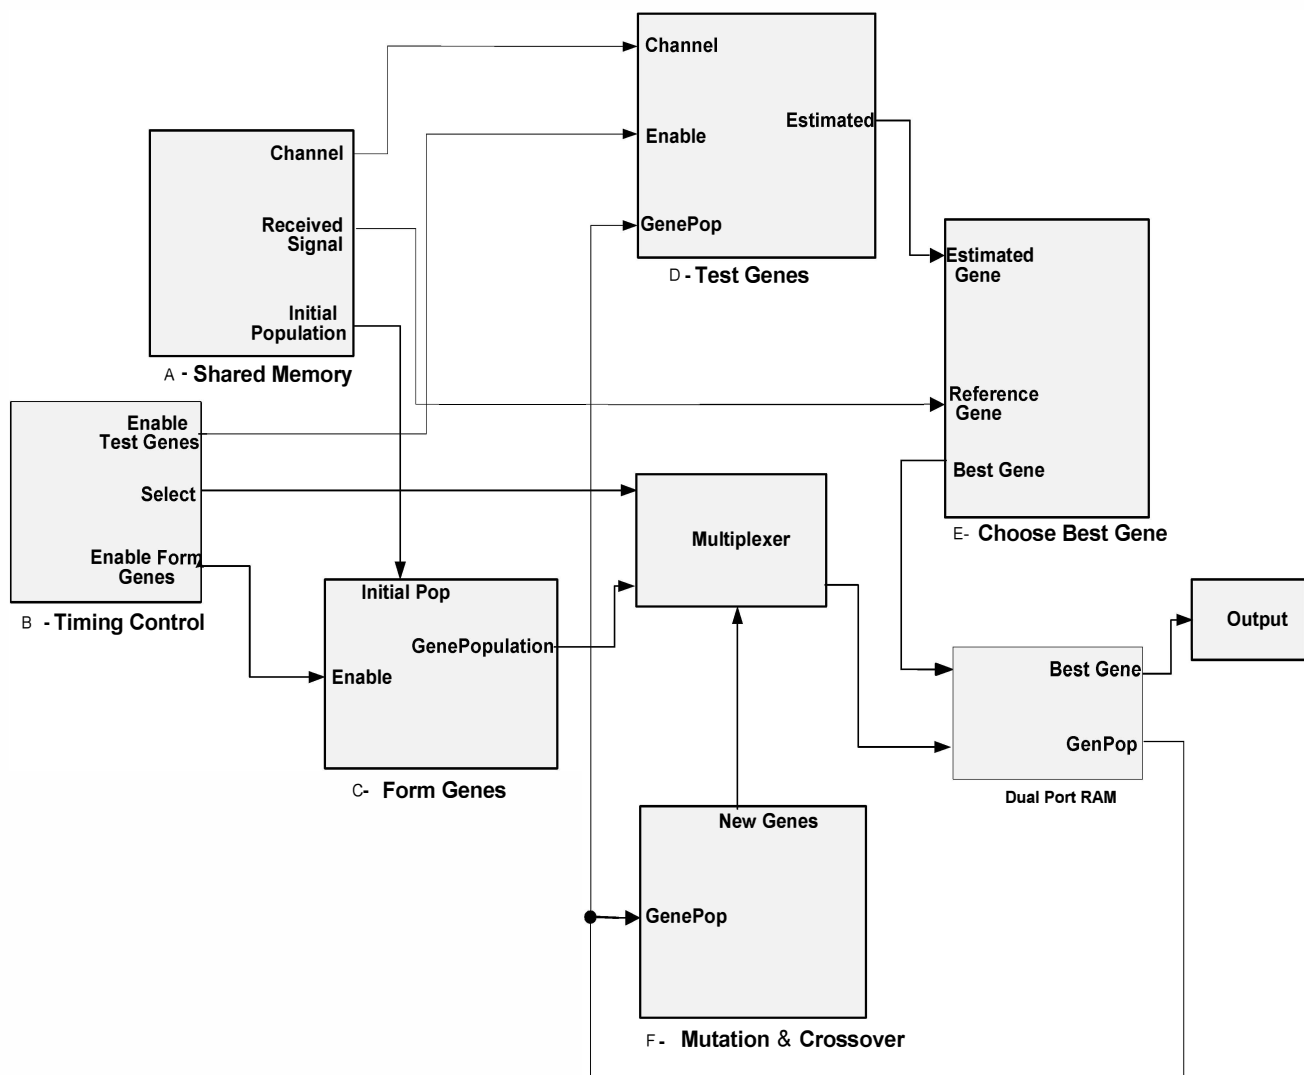 Channel
Enable
GenePop
Estimated
D - Test Genes
Channel
Received
Signal
Initial
Population
A - Shared Memory
Estimated
Gene
Reference
Gene
Best Gene
E- Choose Best Gene
Enable
Test Genes
Select
Enable Form
Genes
B - Timing Control
Multiplexer
Initial Pop
GenePopulation
Enable
C- Form Genes
Output
Best Gene
GenPop
Dual Port RAM
New Genes
GenePop
F- Mutation & Crossover